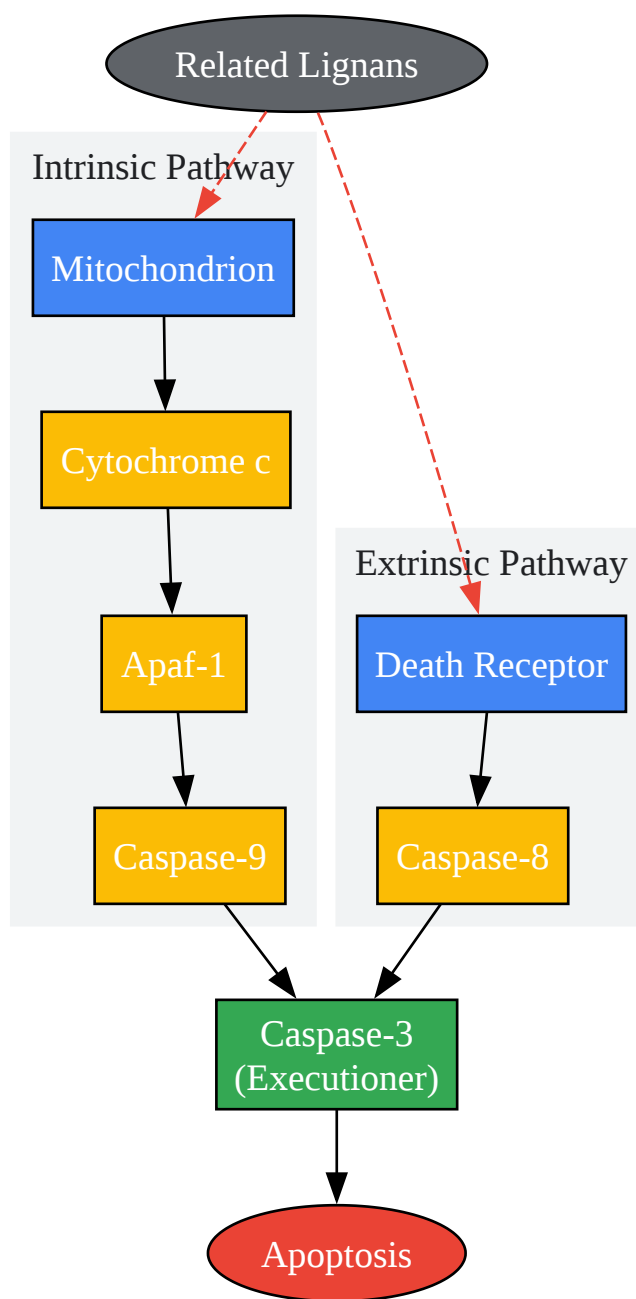 Related Lignans
Intrinsic Pathway
Mitochondrion
Cytochrome c
Apaf-1
Caspase-9
Extrinsic Pathway
Death Receptor
Caspase-8
Caspase-3
(Executioner)
Apoptosis